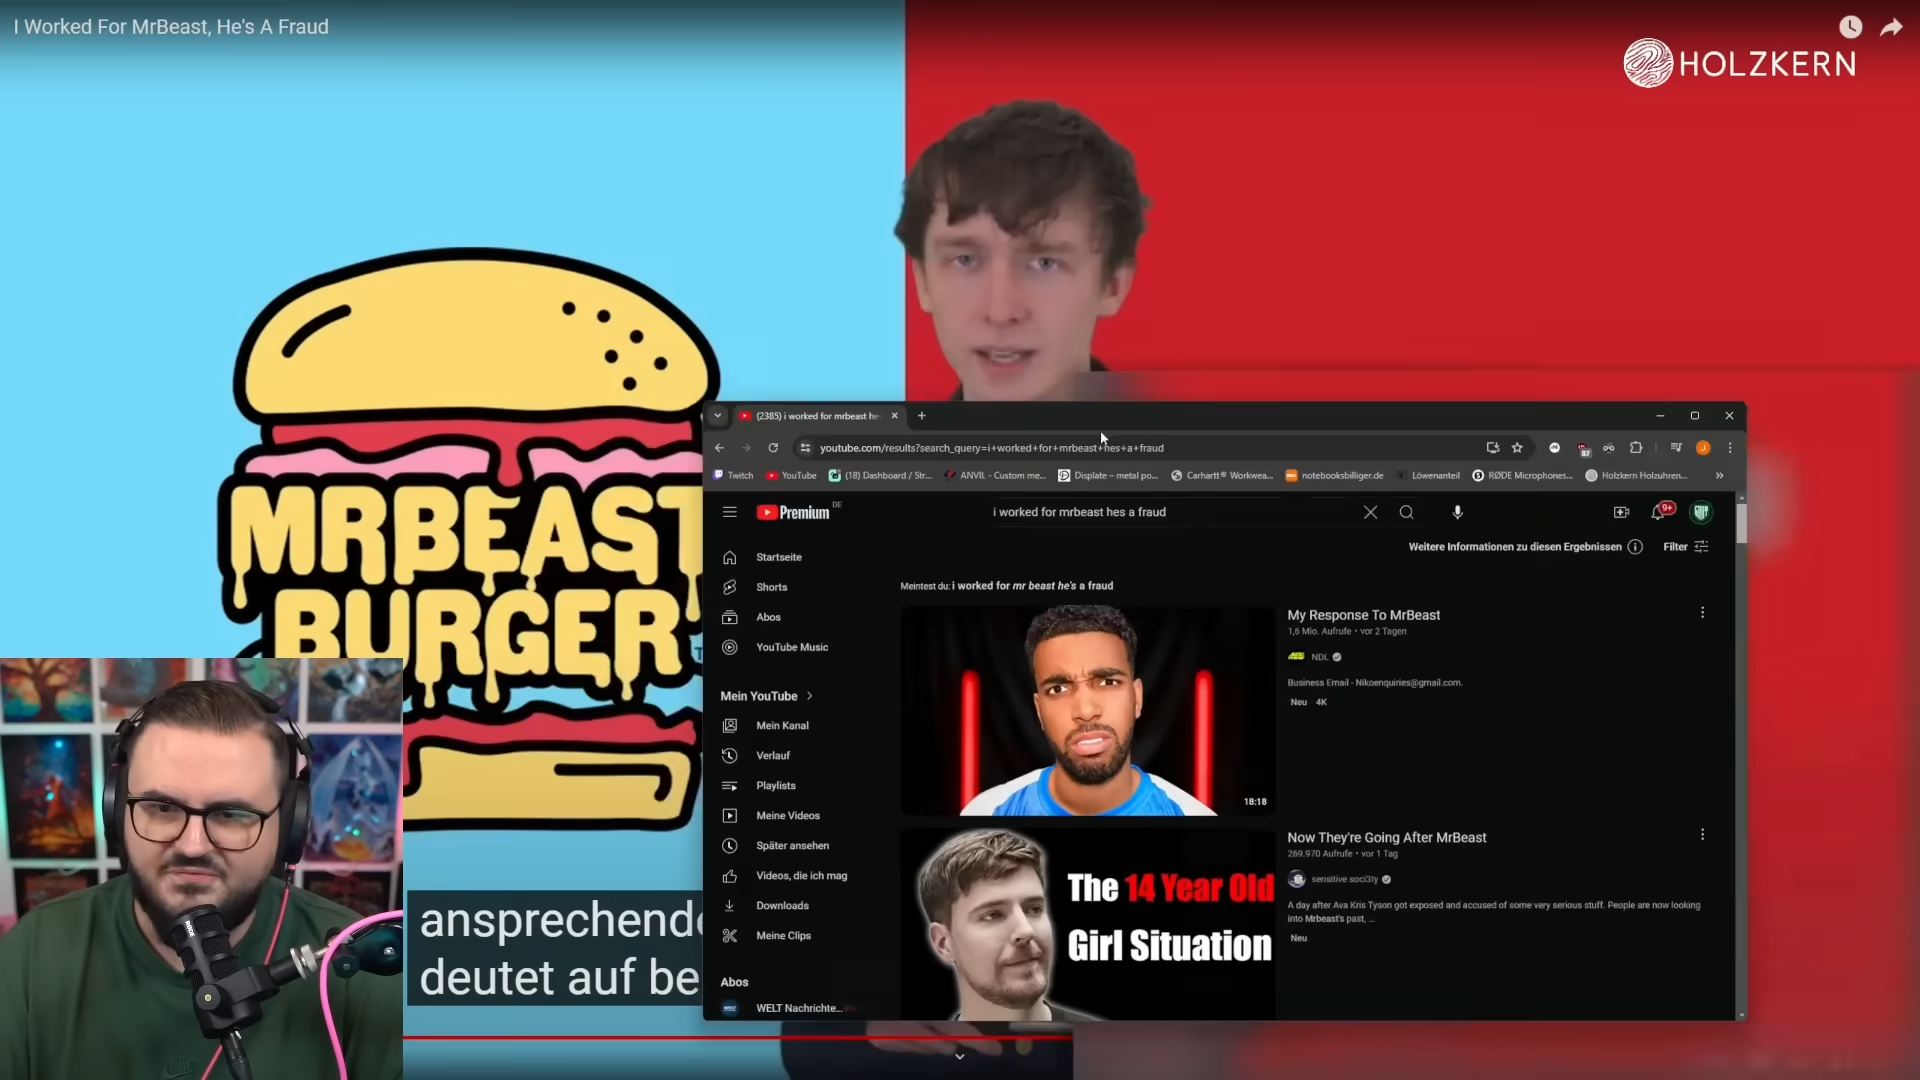 I Worked For MrBeast, He's A Fraud
HOLZKERN
MRBEAST
BURGER
ansprechende
deutet auf be
(2385) i worked for mrbeast he
youtube.com/results?search_query=i+worked+for+mrbeast+hes+a+fraud
Twitch
YouTube
(18) Dashboard / Str...
ANVIL - Custom me...
Displate – metal po...
Carhartt® Workwea...
notebooksbilliger.de
Löwenanteil
RØDE Microphones...
Holzkern Holzuhren...
Premium DE
i worked for mrbeast hes a fraud
9+
Weitere Informationen zu diesen Ergebnissen
Filter
Startseite
Shorts
Abos
YouTube Music
Mein YouTube
Mein Kanal
Verlauf
Playlists
Meine Videos
Später ansehen
Videos, die ich mag
Downloads
Meine Clips
Abos
WELT Nachrichte...
Meintest du: i worked for mr beast he's a fraud
18:18
My Response To MrBeast
1,6 Mio. Aufrufe • vor 2 Tagen
NDL
Business Email - Nikoenquiries@gmail.com.
Neu 4K
The 14 Year Old
Girl Situation
Now They're Going After MrBeast
269.970 Aufrufe • vor 1 Tag
sensitive soci3ty
A day after Ava Kris Tyson got exposed and accused of some very serious stuff. People are now looking
into Mrbeast's past, ...
Neu